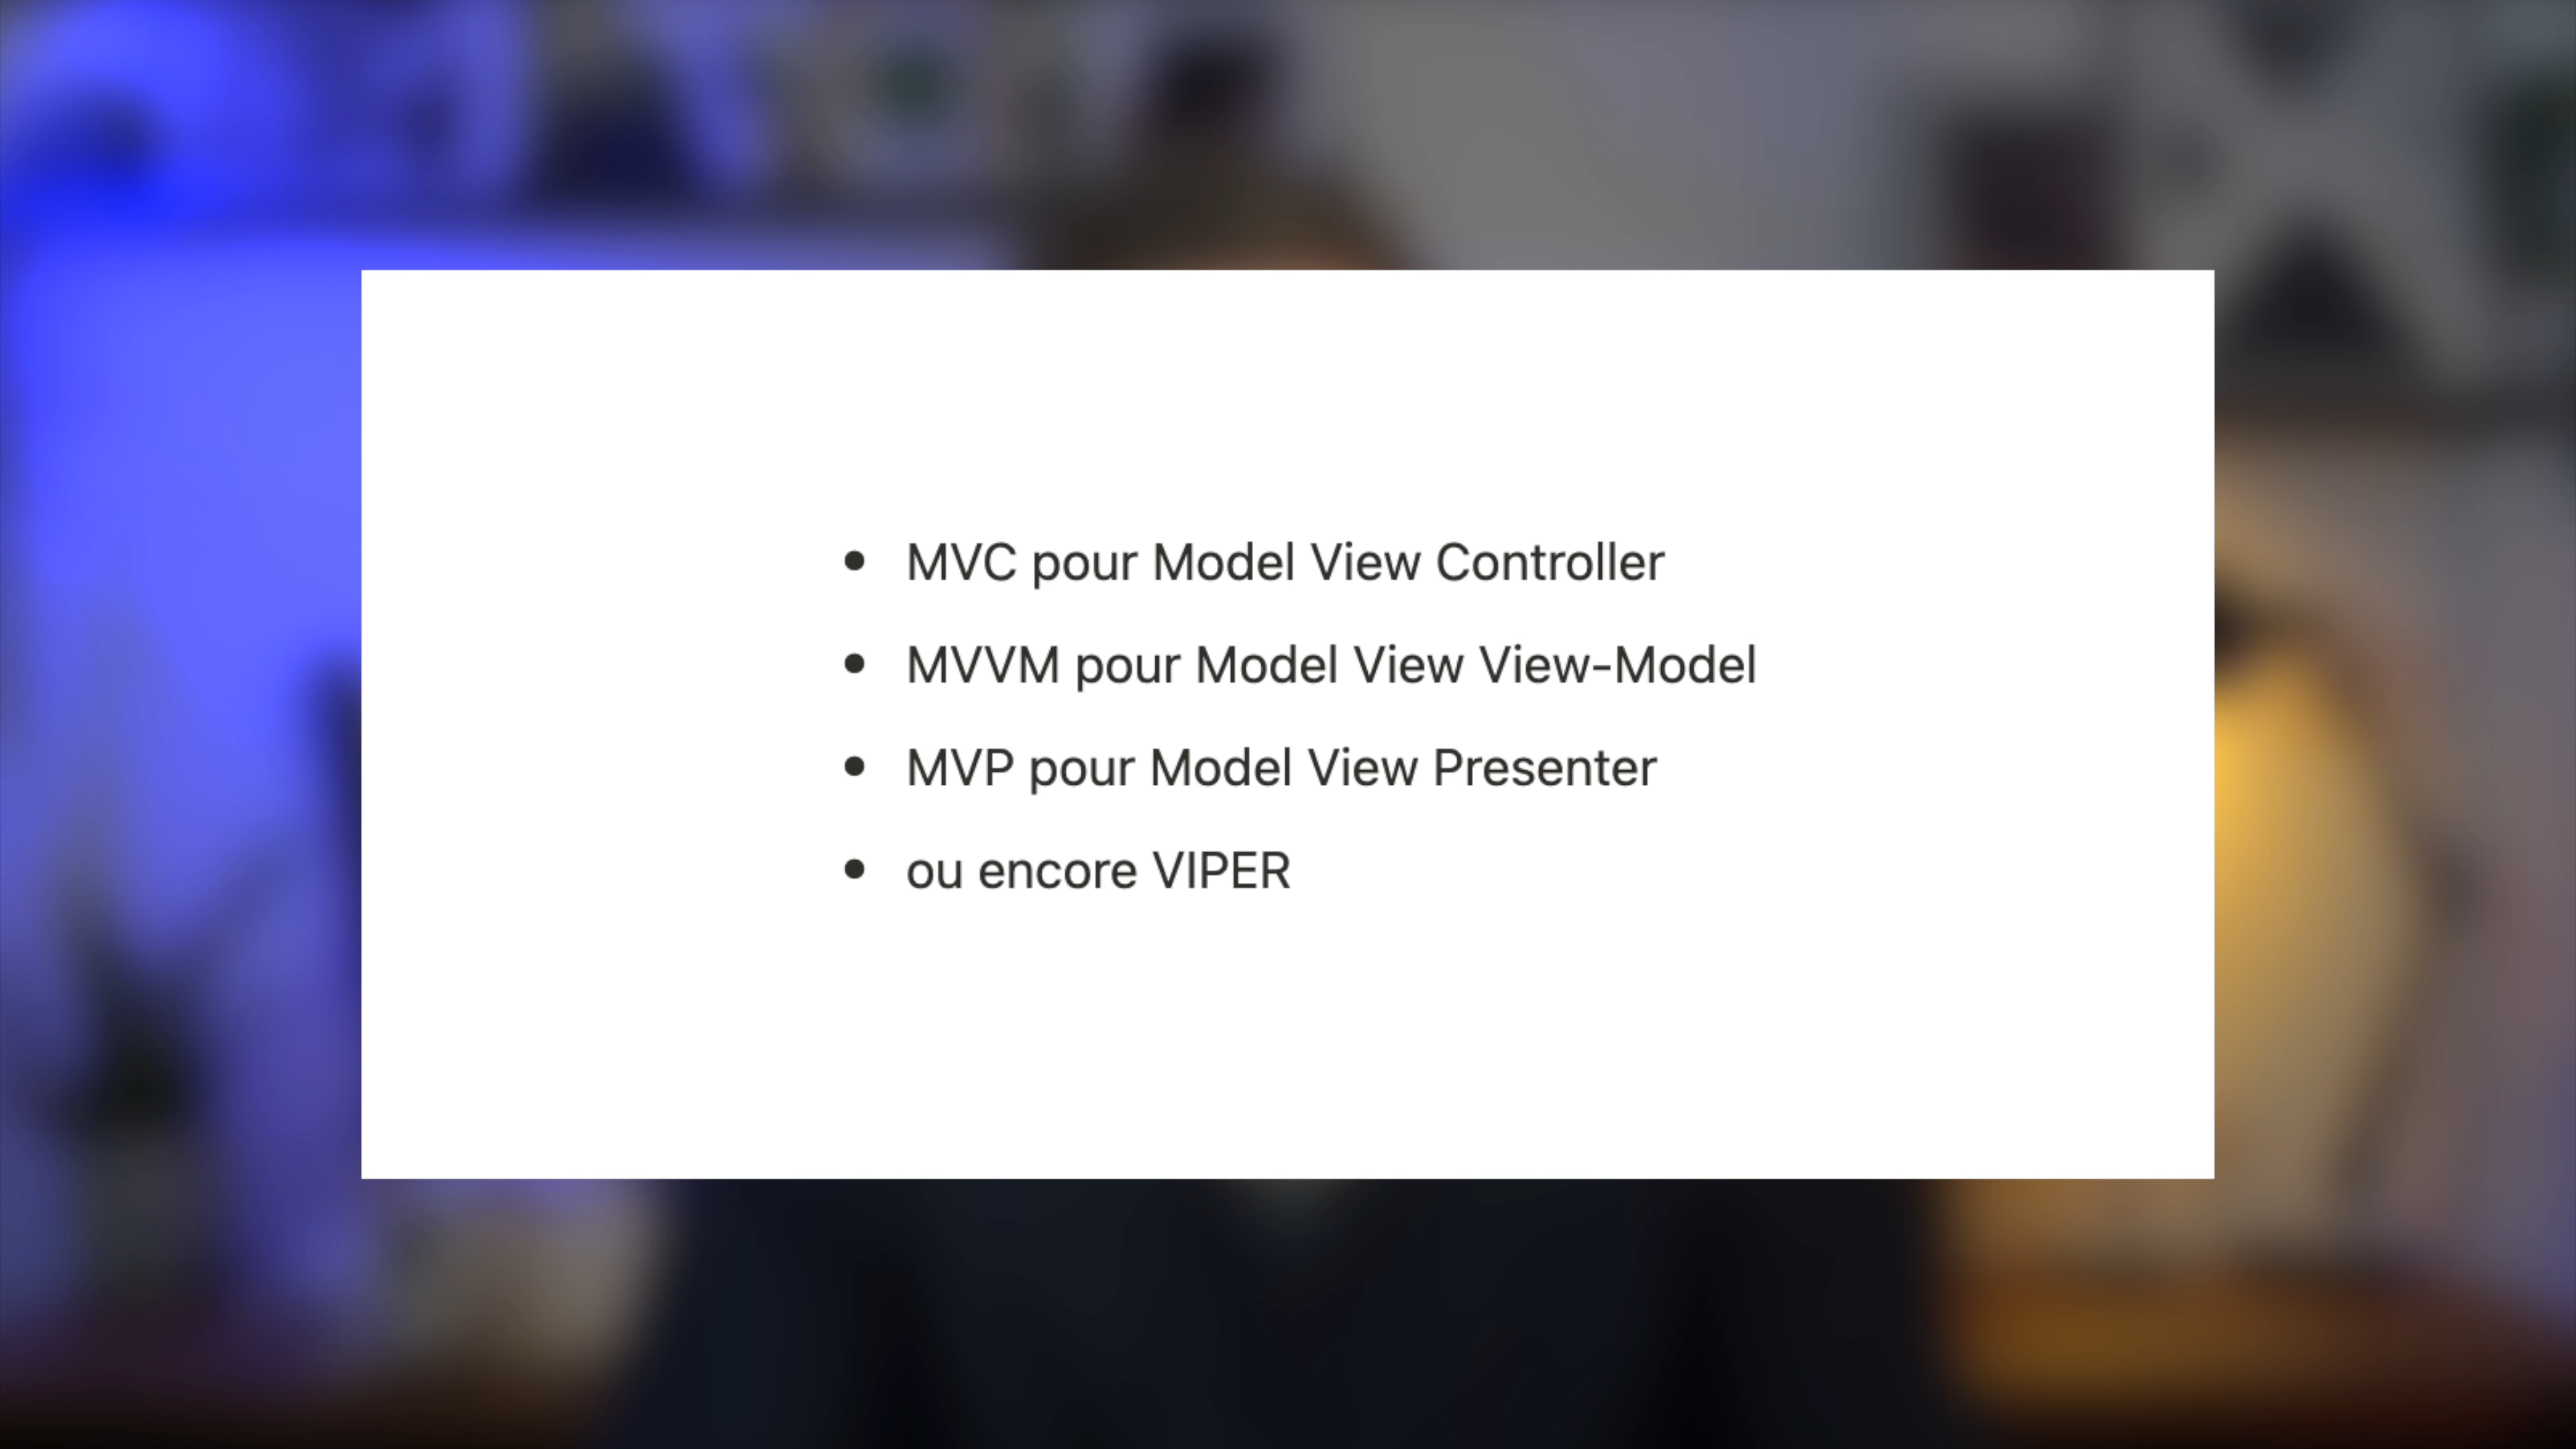 • MVC pour Model View Controller
• MVVM pour Model View View-Model
• MVP pour Model View Presenter
• ou encore VIPER